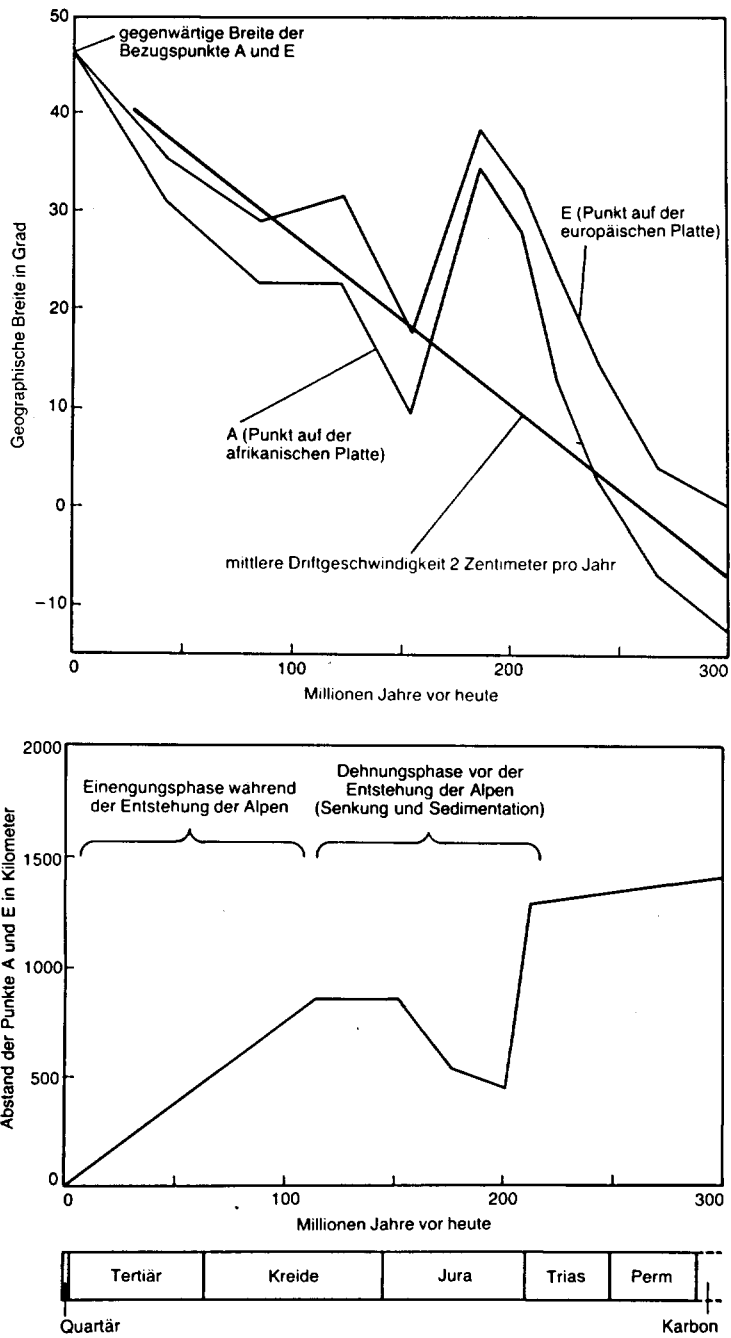 50
gegenwärtige Breite der
Bezugspunkte A und E
40
30
20
10
0
−10
Geographische Breite in Grad
E (Punkt auf der
europäischen Platte)
A (Punkt auf der
afrikanischen Platte)
mittlere Driftgeschwindigkeit 2 Zentimeter pro Jahr
0
100
200
300
Millionen Jahre vor heute
2000
1500
1000
500
0
Abstand der Punkte A und E in Kilometer
Einengungsphase während
der Entstehung der Alpen
Dehnungsphase vor der
Entstehung der Alpen
(Senkung und Sedimentation)
0
100
200
300
Millionen Jahre vor heute
Tertiär
Kreide
Jura
Trias
Perm
Quartär
Karbon